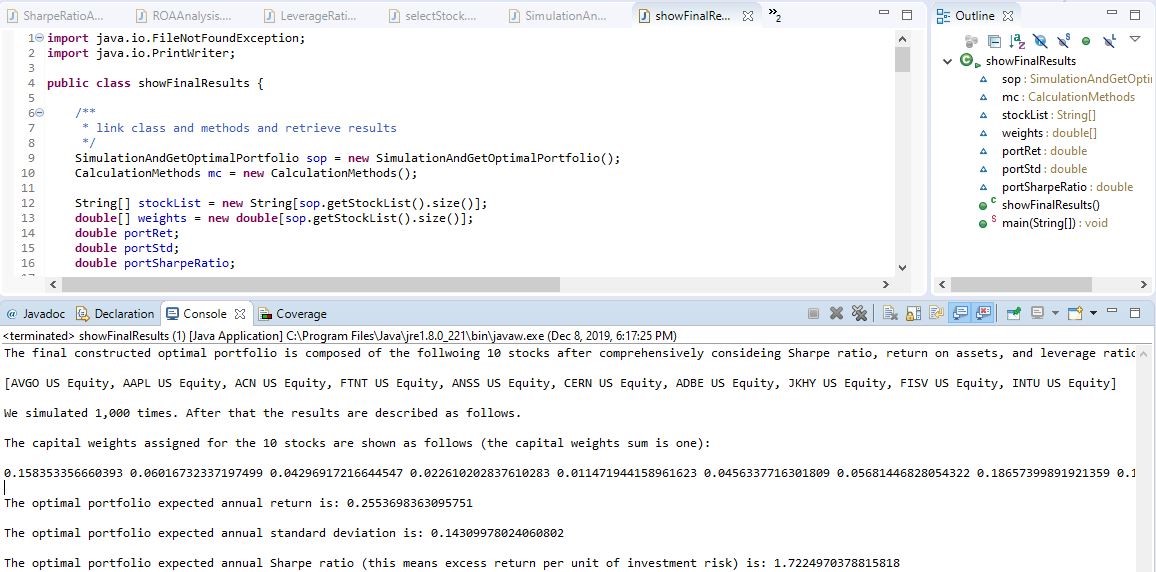 SharpeRatioA... ROAAnalysis.... LeverageRati... selectStock.... SimulationAn... showFinalRe... »2
1 import java.io.FileNotFoundException;
2 import java.io.PrintWriter;
3
4 public class showFinalResults {
5
6 /**
7 * link class and methods and retrieve results
8 */
9 SimulationAndGetOptimalPortfolio sop = new SimulationAndGetOptimalPortfolio();
10 CalculationMethods mc = new CalculationMethods();
11
12 String[] stockList = new String[sop.getStockList().size()];
13 double[] weights = new double[sop.getStockList().size()];
14 double portRet;
15 double portStd;
16 double portSharpeRatio;
Outline
showFinalResults
sop : SimulationAndGetOpti
mc : CalculationMethods
stockList : String[]
weights : double[]
portRet : double
portStd : double
portSharpeRatio : double
showFinalResults()
main(String[]) : void
@ Javadoc Declaration Console Coverage
<terminated> showFinalResults (1) [Java Application] C:\Program Files\Java\jre1.8.0_221\bin\javaw.exe (Dec 8, 2019, 6:17:25 PM)
The final constructed optimal portfolio is composed of the follwoing 10 stocks after comprehensively consideing Sharpe ratio, return on assets, and leverage ratio
[AVGO US Equity, AAPL US Equity, ACN US Equity, FTNT US Equity, ANSS US Equity, CERN US Equity, ADBE US Equity, JKHY US Equity, FISV US Equity, INTU US Equity]
We simulated 1,000 times. After that the results are described as follows.
The capital weights assigned for the 10 stocks are shown as follows (the capital weights sum is one):
0.158353356660393 0.06016732337197499 0.04296917216644547 0.022610202837610283 0.011471944158961623 0.0456337716301809 0.05681446828054322 0.18657399891921359 0.1
The optimal portfolio expected annual return is: 0.2553698363095751
The optimal portfolio expected annual standard deviation is: 0.14309978024060802
The optimal portfolio expected annual Sharpe ratio (this means excess return per unit of investment risk) is: 1.7224970378815818